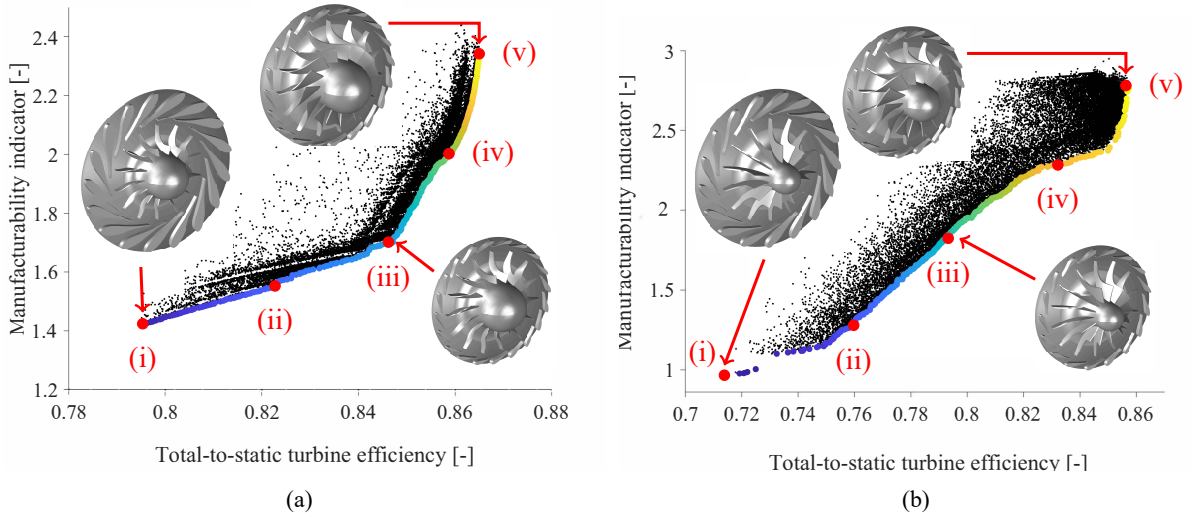 Manufacturability indicator [-]
2.4
2.2
2
1.8
1.6
1.4
1.2
0.78
0.8
0.82
0.84
0.86
0.88
(i)
(ii)
(iii)
(iv)
(v)
Total-to-static turbine efficiency [-]
(a)
Manufacturability indicator [-]
3
2.5
2
1.5
1
0.7
0.72
0.74
0.76
0.78
0.8
0.82
0.84
0.86
(i)
(ii)
(iii)
(iv)
(v)
Total-to-static turbine efficiency [-]
(b)